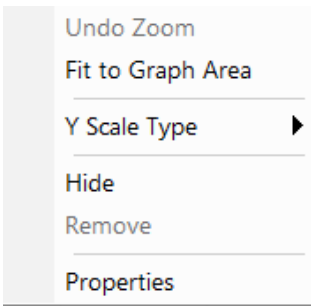 Undo Zoom
Fit to Graph Area
Y Scale Type
Hide
Remove
Properties